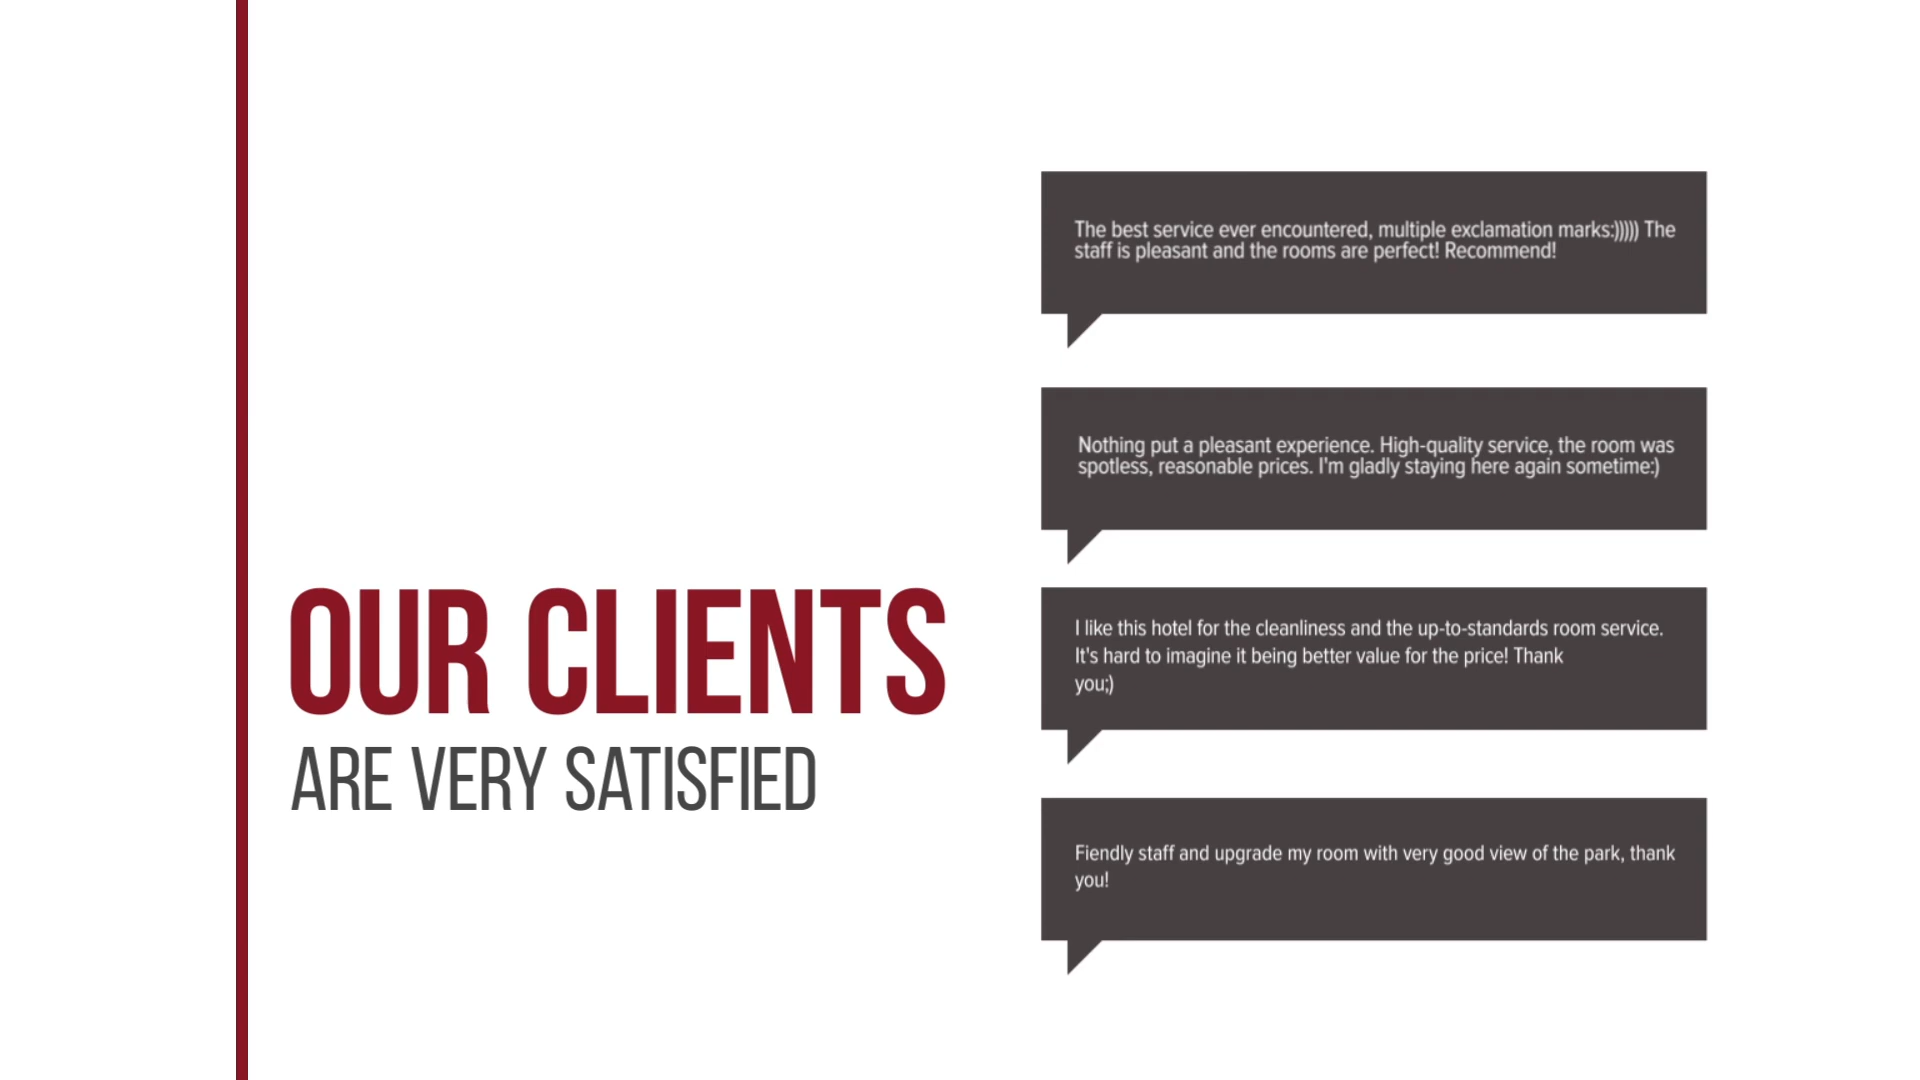 OUR CLIENTS
ARE VERY SATISFIED
The best service ever encountered, multiple exclamation marks:))))) The
staff is pleasant and the rooms are perfect! Recommend!
Nothing put a pleasant experience. High-quality service, the room was
spotless, reasonable prices. I'm gladly staying here again sometime:)
I like this hotel for the cleanliness and the up-to-standards room service.
It's hard to imagine it being better value for the price! Thank
you;)
Fiendly staff and upgrade my room with very good view of the park, thank
you!